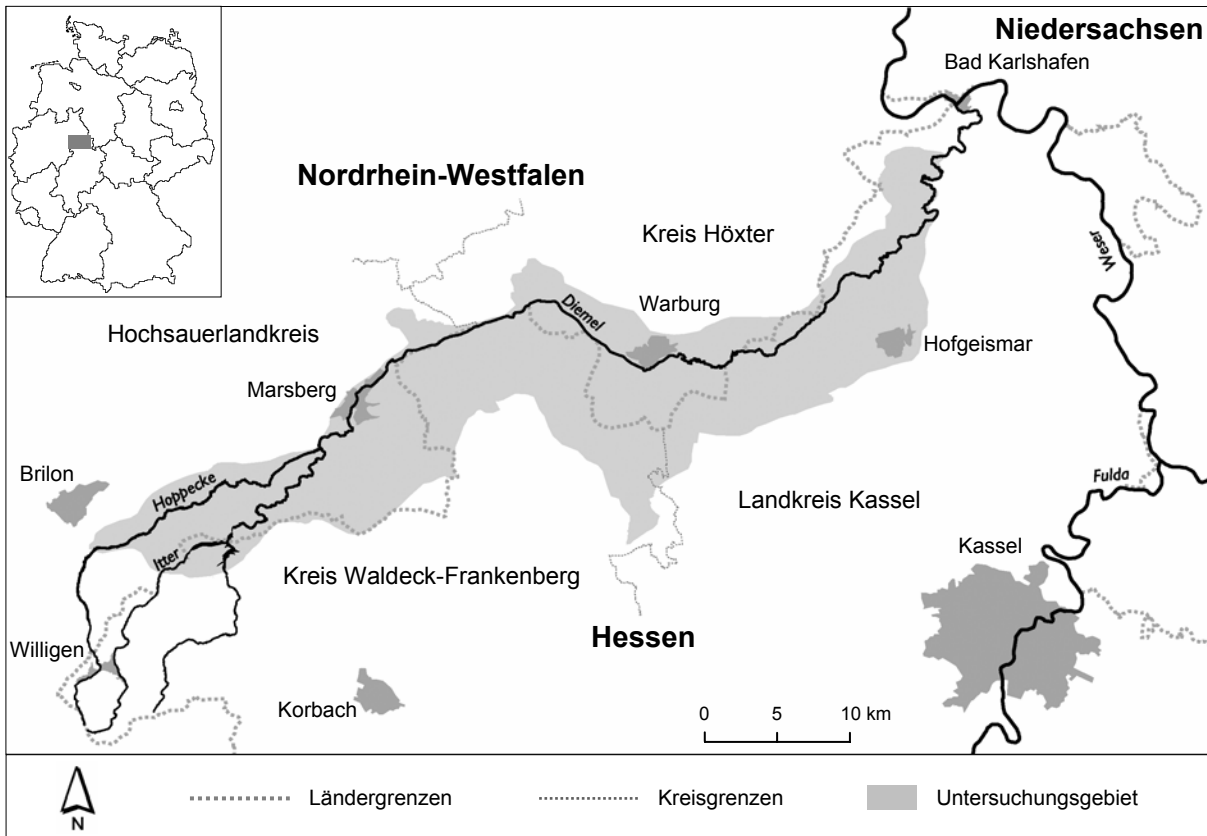 Niedersachsen
Bad Karlshafen
Nordrhein-Westfalen
Kreis Höxter
Weser
Warburg
Diemel
Hochsauerlandkreis
Hofgeismar
Marsberg
Brilon
Hoppecke
Fulda
Landkreis Kassel
Itter
Kassel
Kreis Waldeck-Frankenberg
Hessen
Willigen
Korbach
0 5 10 km
N
Ländergrenzen
Kreisgrenzen
Untersuchungsgebiet